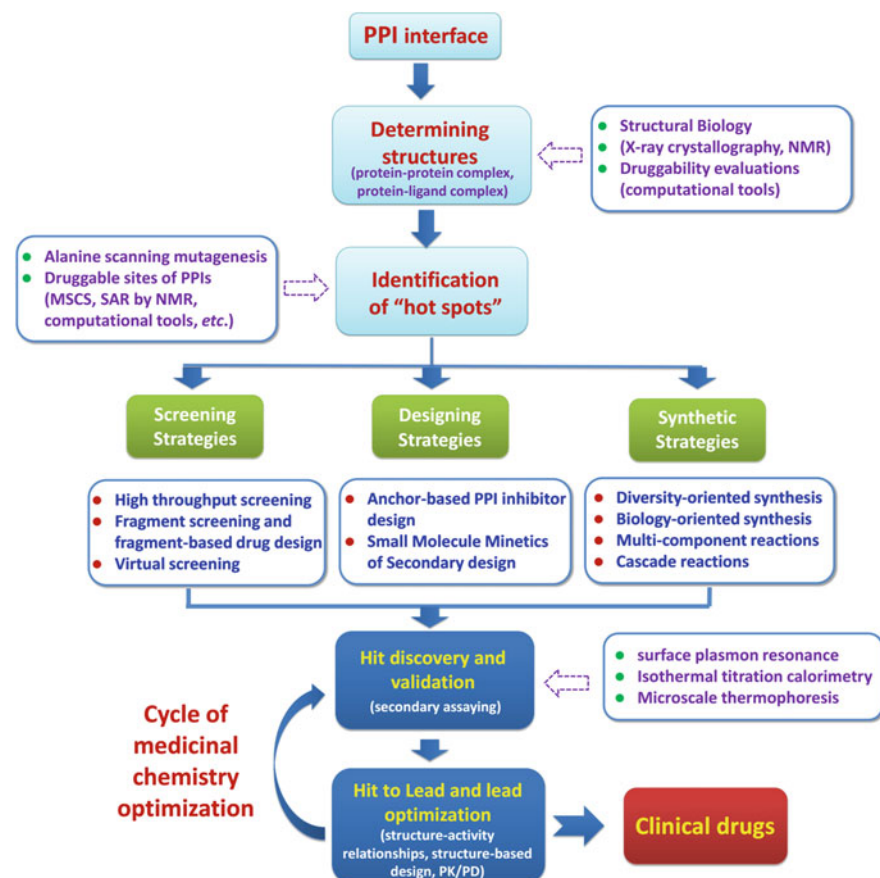 PPI interface
Determining
structures
(protein-protein complex,
protein-ligand complex)
Structural Biology
(X-ray crystallography, NMR)
Druggability evaluations
(computational tools)
Alanine scanning mutagenesis
Druggable sites of PPIs
(MSCS, SAR by NMR,
computational tools, etc.)
Identification
of “hot spots”
Screening
Strategies
Designing
Strategies
Synthetic
Strategies
High throughput screening
Fragment screening and
fragment-based drug design
Virtual screening
Anchor-based PPI inhibitor
design
Small Molecule Minetics
of Secondary design
Diversity-oriented synthesis
Biology-oriented synthesis
Multi-component reactions
Cascade reactions
Hit discovery and
validation
(secondary assaying)
surface plasmon resonance
Isothermal titration calorimetry
Microscale thermophoresis
Cycle of
medicinal
chemistry
optimization
Hit to Lead and lead
optimization
(structure-activity
relationships, structure-based
design, PK/PD)
Clinical drugs